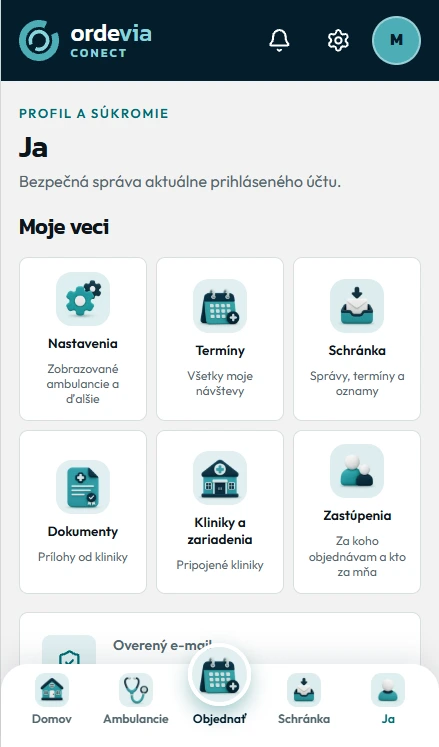 ordevia
CONECT
M
PROFIL A SÚKROMIE
Ja
Bezpečná správa aktuálne prihláseného účtu.
Moje veci
Nastavenia
Zobrazované
ambulancie a
ďalšie
Termíny
Všetky moje
návštevy
Schránka
Správy, termíny a
oznamy
Dokumenty
Prílohy od kliniky
Kliniky a
zariadenia
Pripojené kliniky
Zastúpenia
Za koho
objednávam a kto
za mňa
Overený e-mail
Domov
Ambulancie
Objednať
Schránka
Ja